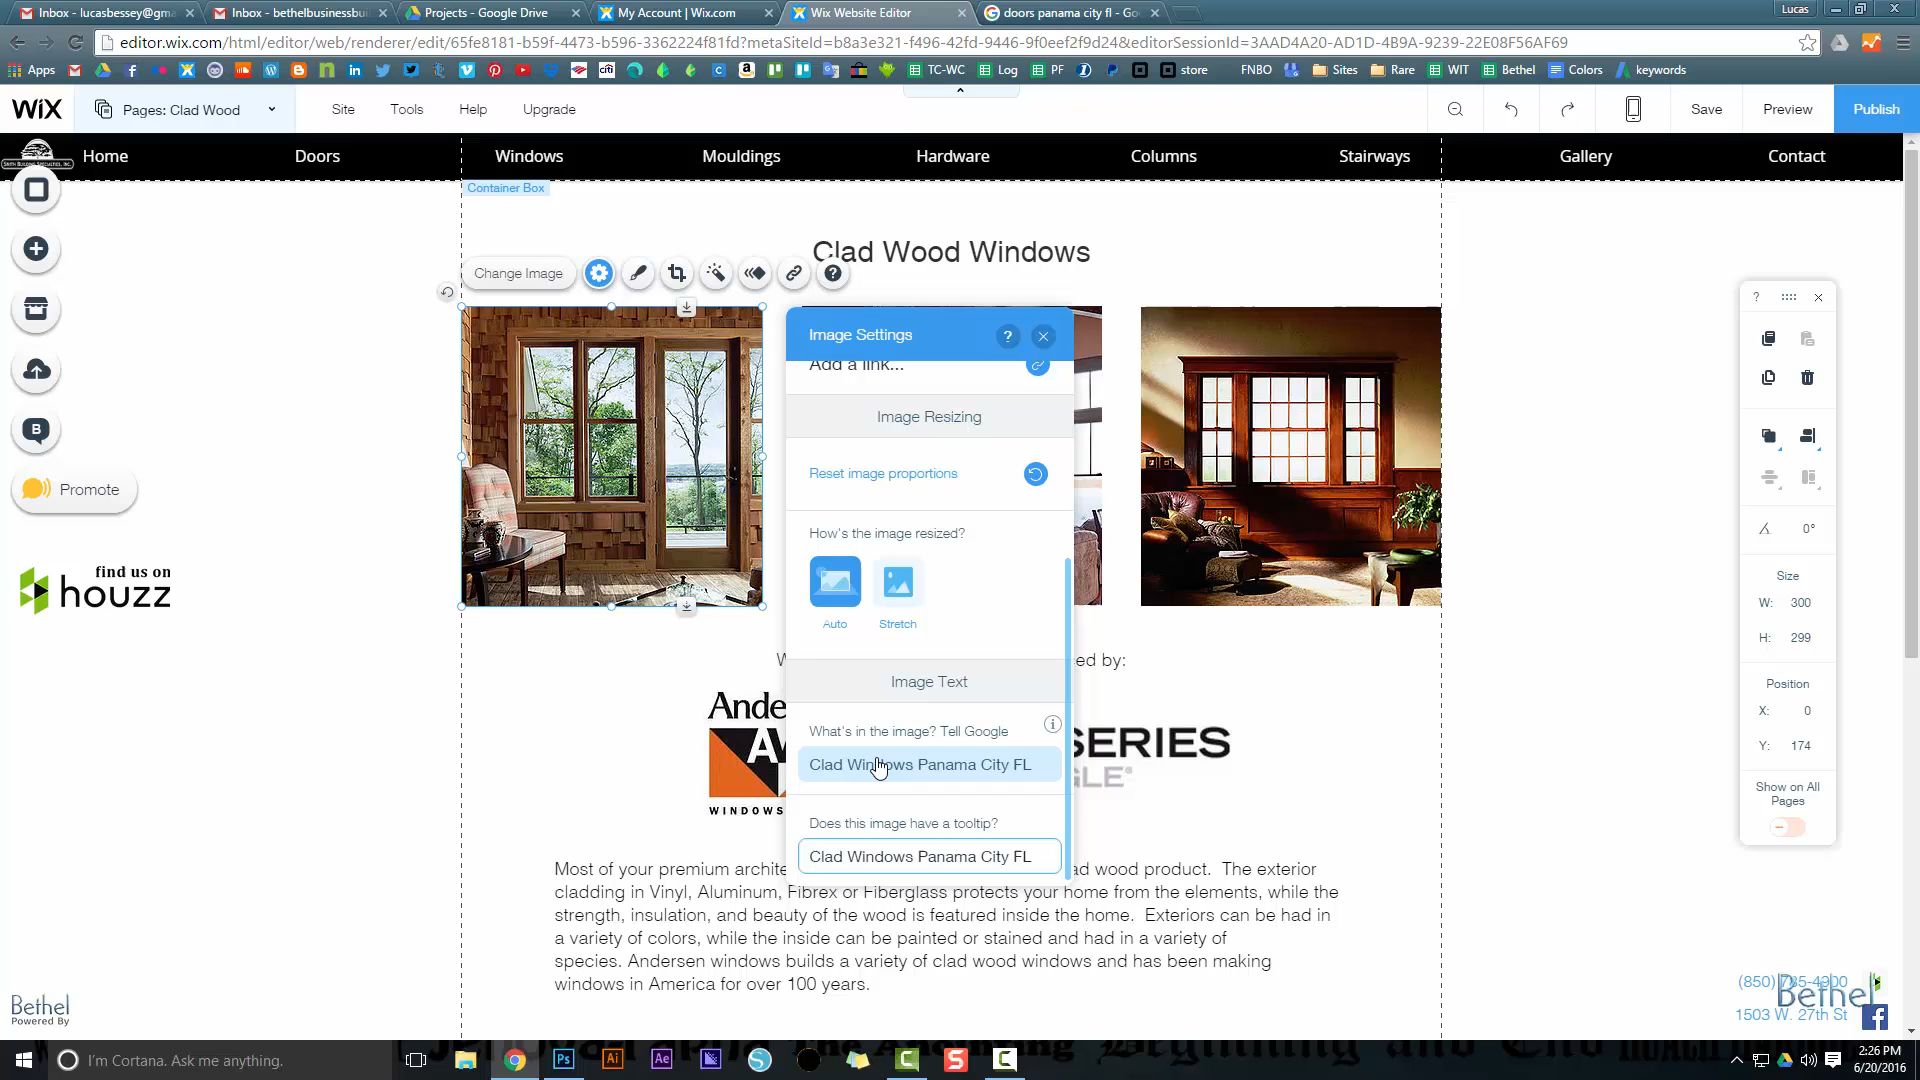 Inbox - lucasbessey@gma
Inbox - bethelbusinessbu
Projects - Google Drive
My Account | Wix.com
Wix Website Editor
doors panama city fl - Go
Lucas
editor.wix.com/html/editor/web/renderer/edit/65fe8181-b59f-4473-b596-3362224f81fd?metaSiteId=b8a3e321-f496-42fd-9446-9f0eef2f9d24&editorSessionId=3AAD4A20-AD1D-4B9A-9239-22E08F56AF69
Apps
TC-WC
Log
PF
store
FNBO
Sites
Rare
WIT
Bethel
Colors
keywords
WiX
Pages: Clad Wood
Site
Tools
Help
Upgrade
Save
Preview
Publish
Home
Doors
Windows
Mouldings
Hardware
Columns
Stairways
Gallery
Contact
Container Box
Clad Wood Windows
Change Image
Image Settings
Add a link...
Image Resizing
Reset image proportions
How's the image resized?
Auto
Stretch
Image Text
What's in the image? Tell Google
Clad Windows Panama City FL
Does this image have a tooltip?
Clad Windows Panama City FL
Promote
find us on
houzz
ed by:
Ande
AW
WINDOWS
SERIES
Most of your premium archite
ad wood product. The exterior
cladding in Vinyl, Aluminum, Fibrex or Fiberglass protects your home from the elements, while the
strength, insulation, and beauty of the wood is featured inside the home. Exteriors can be had in
a variety of colors, while the inside can be painted or stained and had in a variety of
species. Andersen windows builds a variety of clad wood windows and has been making
windows in America for over 100 years.
0°
Size
W: 300
H: 299
Position
X: 0
Y: 174
Show on All
Pages
(850) 785-4900
Bethel
1503 W. 27th St
Bethel
Powered By
I'm Cortana. Ask me anything.
2:26 PM
6/20/2016